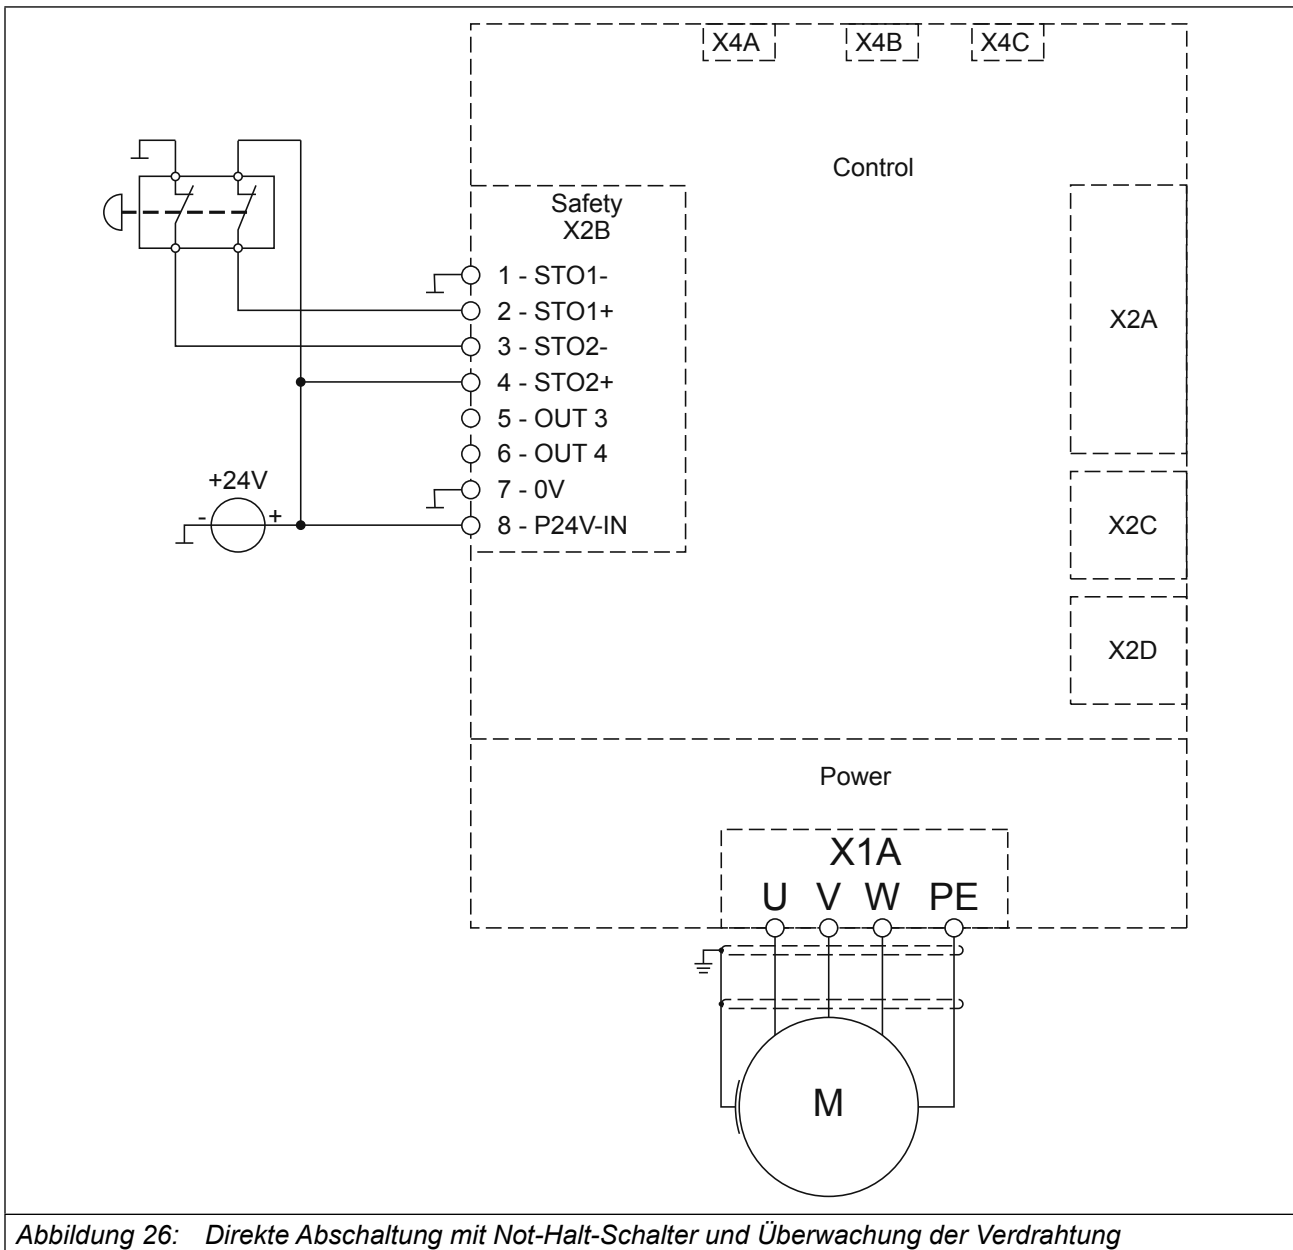 X4A X4B X4C
Control
Safety
X2B
1 - STO1-
2 - STO1+
3 - STO2-
4 - STO2+
5 - OUT 3
6 - OUT 4
7 - 0V
8 - P24V-IN
+24V
- +
X2A
X2C
X2D
Power
X1A
U V W PE
M
Abbildung 26: Direkte Abschaltung mit Not-Halt-Schalter und Überwachung der Verdrahtung